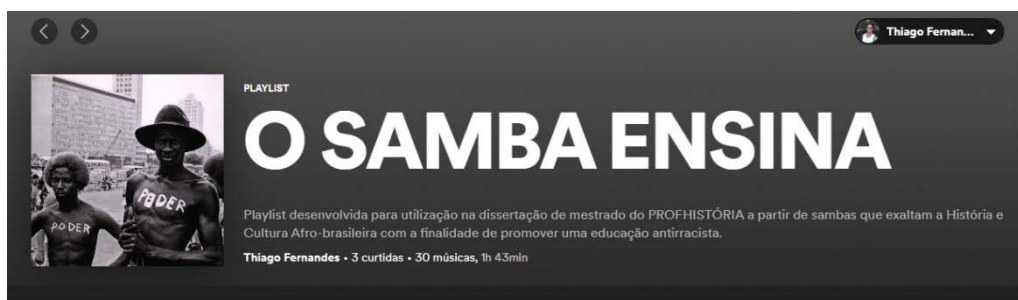 Thiago Fernan...
PLAYLIST
O SAMBA ENSINA
PODER
PODER
Playlist desenvolvida para utilização na dissertação de mestrado do PROFHISTÓRIA a partir de sambas que exaltam a História e
Cultura Afro-brasileira com a finalidade de promover uma educação antirracista.
Thiago Fernandes • 3 curtidas • 30 músicas, 1h 43min